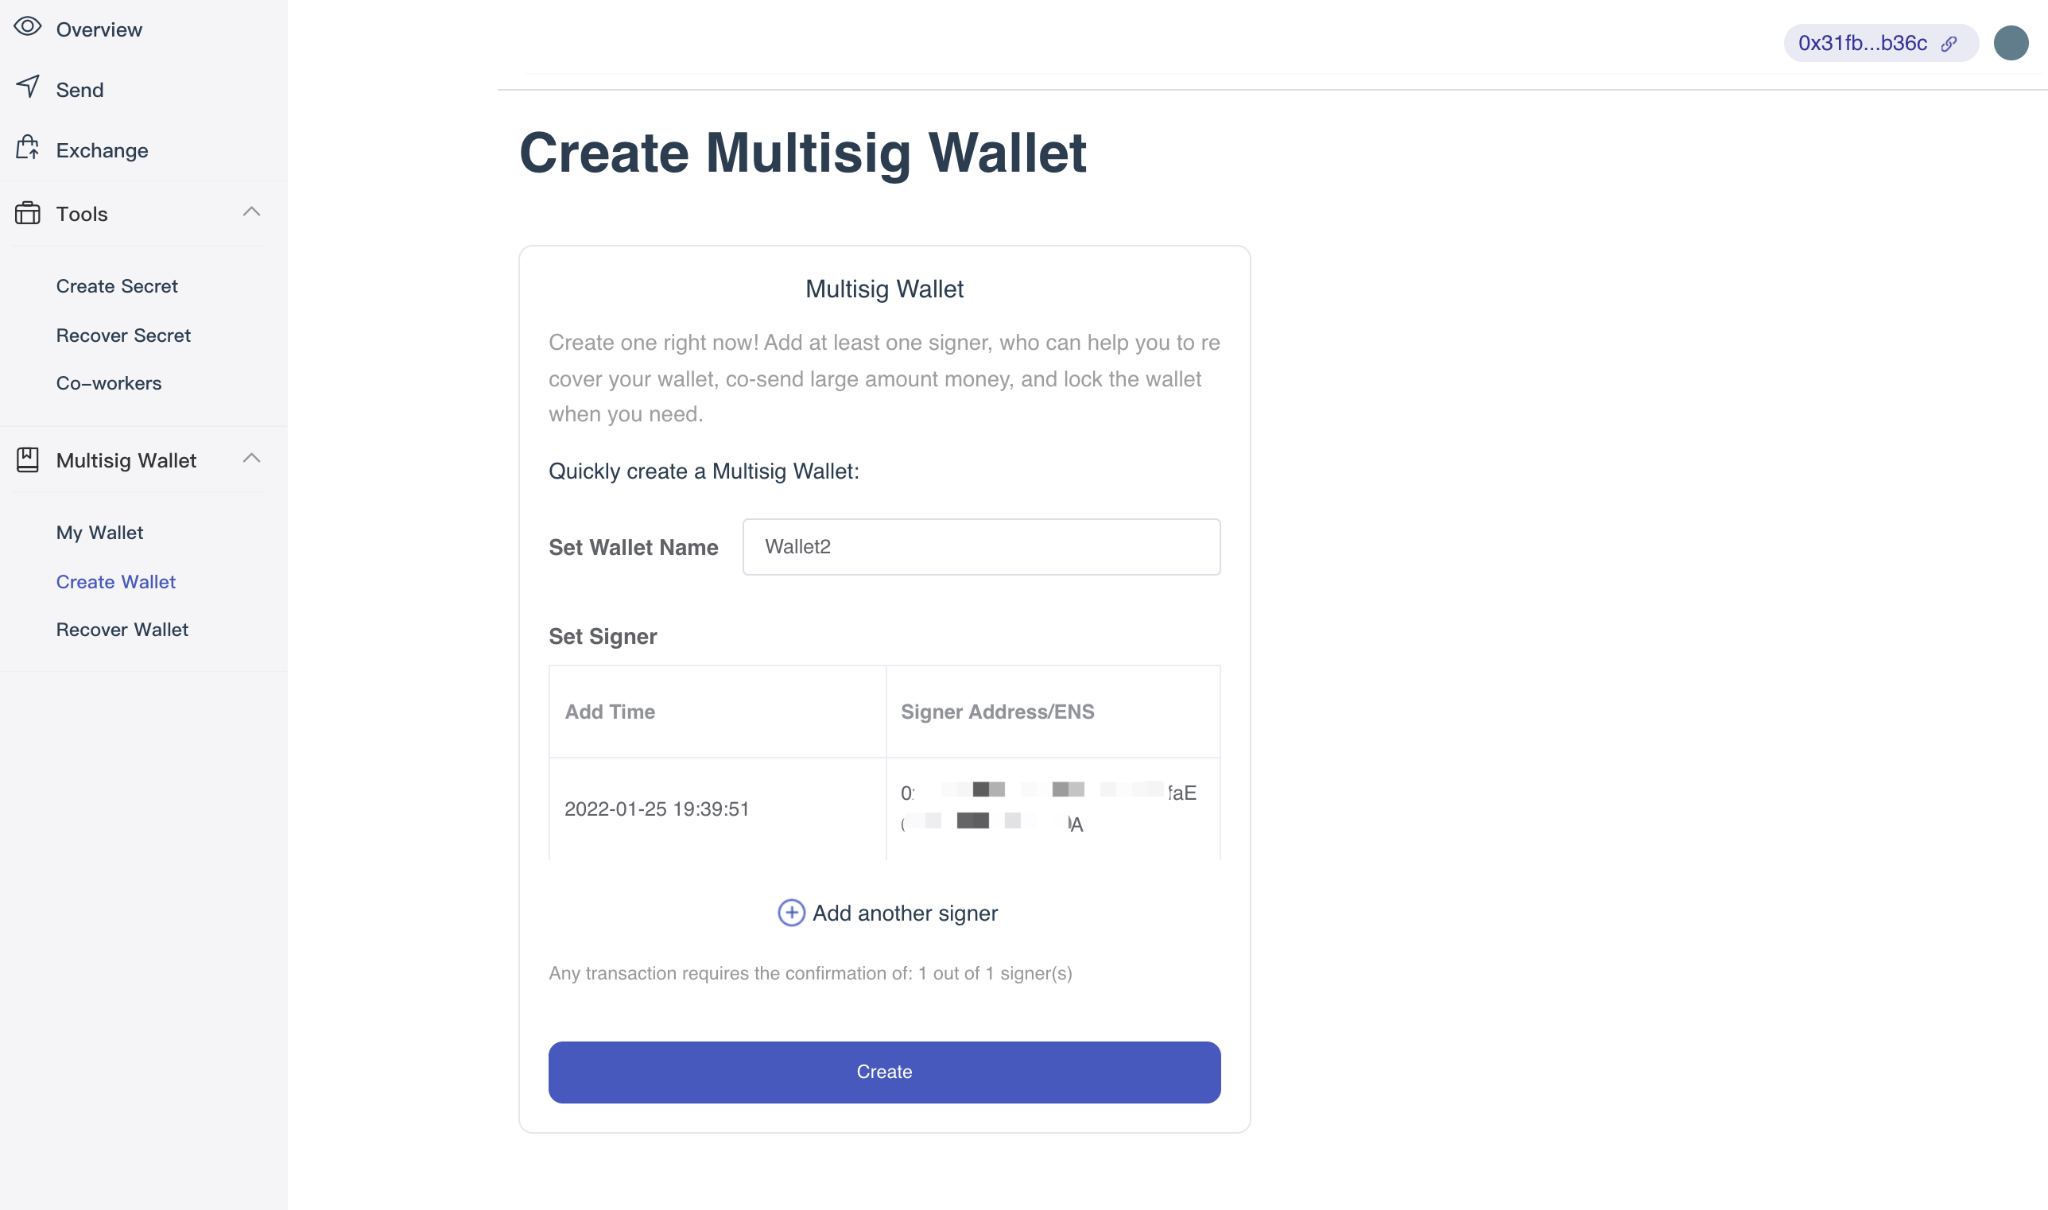 Overview
Send
Exchange
Tools
Create Secret
Recover Secret
Co-workers
Multisig Wallet
My Wallet
Create Wallet
Recover Wallet
0x31fb...b36c
Create Multisig Wallet
Multisig Wallet
Create one right now! Add at least one signer, who can help you to re
cover your wallet, co-send large amount money, and lock the wallet
when you need.
Quickly create a Multisig Wallet:
Set Wallet Name
Wallet2
Set Signer
Add Time
Signer Address/ENS
2022-01-25 19:39:51
faE
Add another signer
Any transaction requires the confirmation of: 1 out of 1 signer(s)
Create